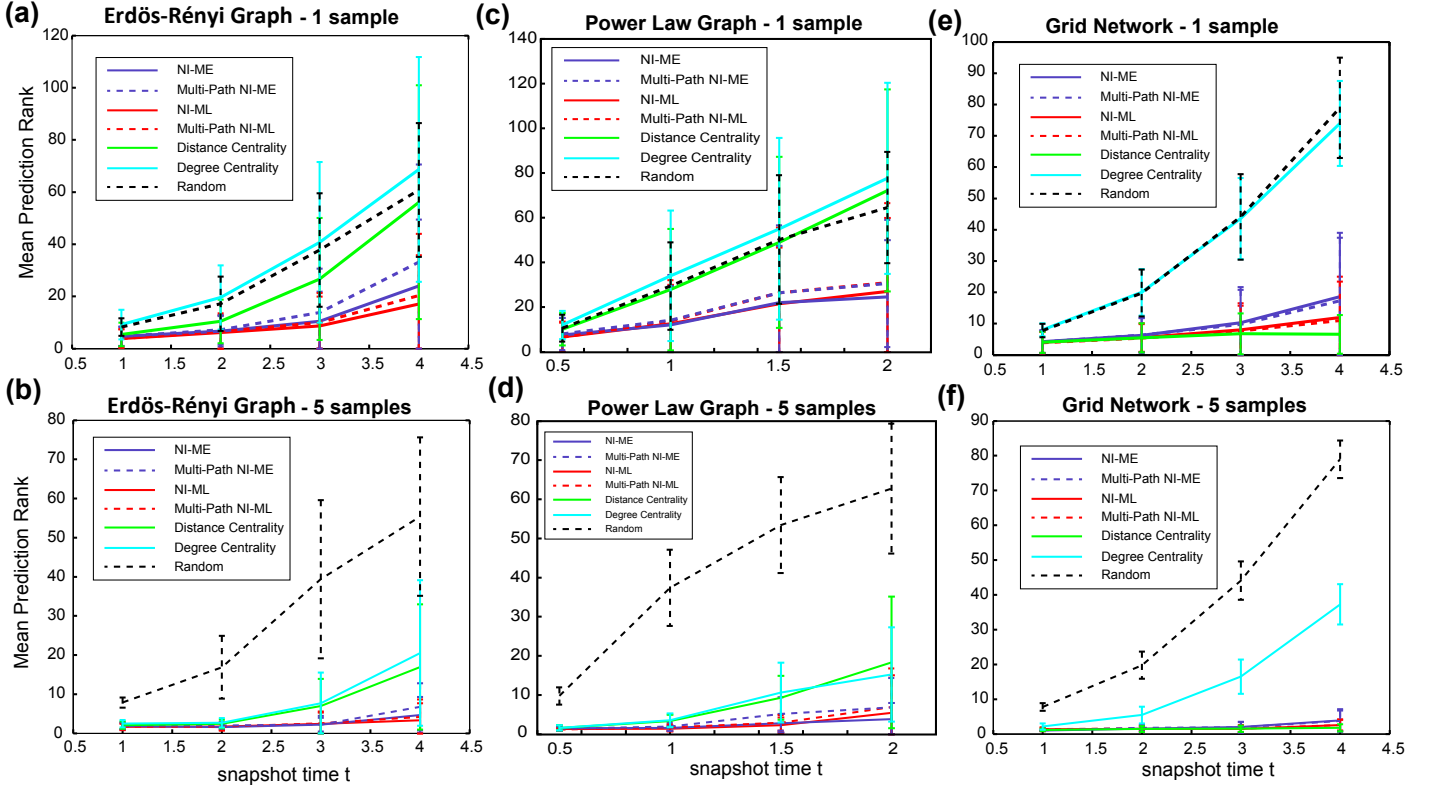 (a)
Erdös-Rényi Graph - 1 sample
Mean Prediction Rank
120
100
80
60
40
20
0
NI-ME
Multi-Path NI-ME
NI-ML
Multi-Path NI-ML
Distance Centrality
Degree Centrality
Random
0.5 1 1.5 2 2.5 3 3.5 4 4.5
(c)
Power Law Graph - 1 sample
140
120
100
80
60
40
20
0
NI-ME
Multi-Path NI-ME
NI-ML
Multi-Path NI-ML
Distance Centrality
Degree Centrality
Random
0.5 1 1.5 2
(e)
Grid Network - 1 sample
100
90
80
70
60
50
40
30
20
10
0
NI-ME
Multi-Path NI-ME
NI-ML
Multi-Path NI-ML
Distance Centrality
Degree Centrality
Random
0.5 1 1.5 2 2.5 3 3.5 4 4.5
(b)
Erdös-Rényi Graph - 5 samples
Mean Prediction Rank
80
70
60
50
40
30
20
10
0
NI-ME
Multi-Path NI-ME
NI-ML
Multi-Path NI-ML
Distance Centrality
Degree Centrality
Random
0.5 1 1.5 2 2.5 3 3.5 4 4.5
snapshot time t
(d)
Power Law Graph - 5 samples
80
70
60
50
40
30
20
10
0
NI-ME
Multi-Path NI-ME
NI-ML
Multi-Path NI-ML
Distance Centrality
Degree Centrality
Random
0.5 1 1.5 2
snapshot time t
(f)
Grid Network - 5 samples
90
80
70
60
50
40
30
20
10
0
NI-ME
Multi-Path NI-ME
NI-ML
Multi-Path NI-ML
Distance Centrality
Degree Centrality
Random
0.5 1 1.5 2 2.5 3 3.5 4 4.5
snapshot time t